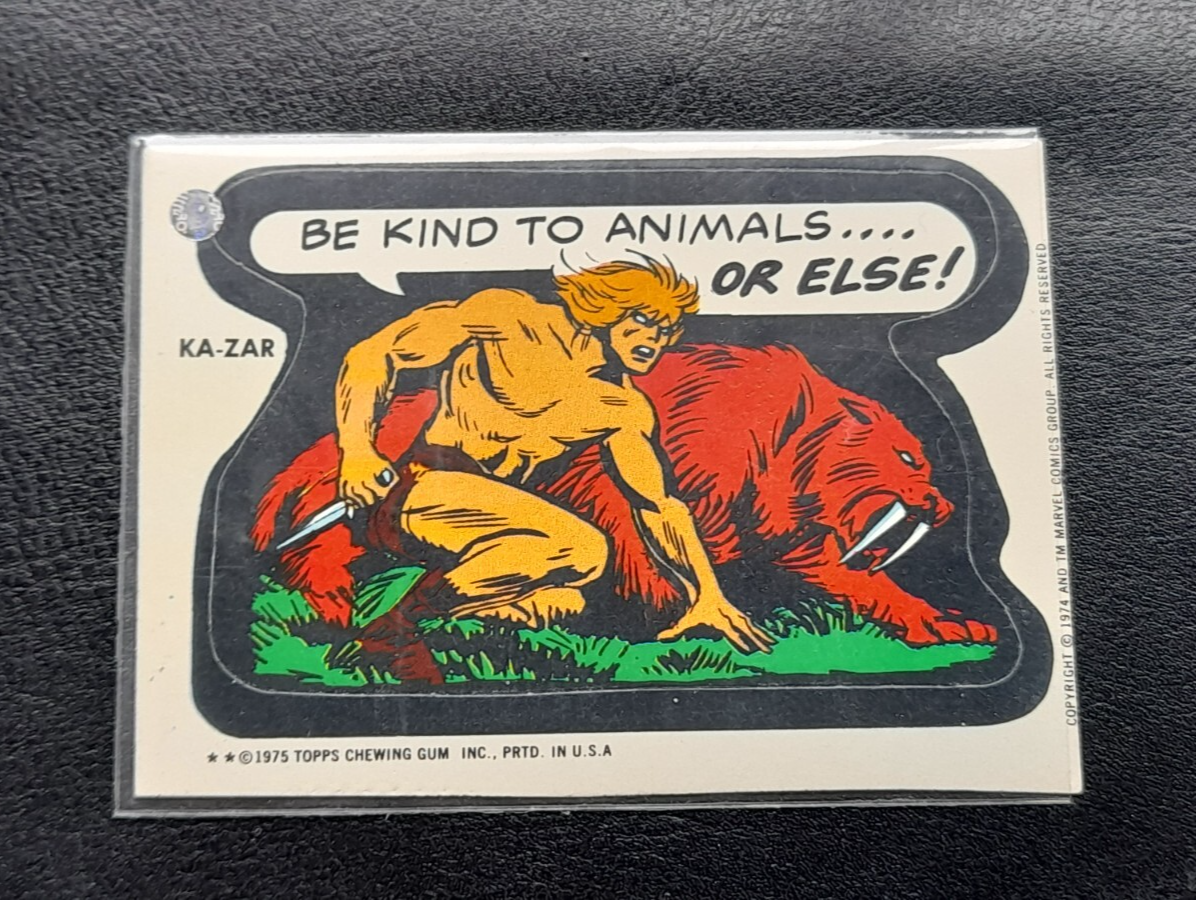 BE KIND TO ANIMALS....
OR ELSE!
KA-ZAR
★ ★ ©1975 TOPPS CHEWING GUM INC., PRTD. IN U.S.A
COPYRIGHT © 1974 AND TM MARVEL COMICS GROUP. ALL RIGHTS RESERVED